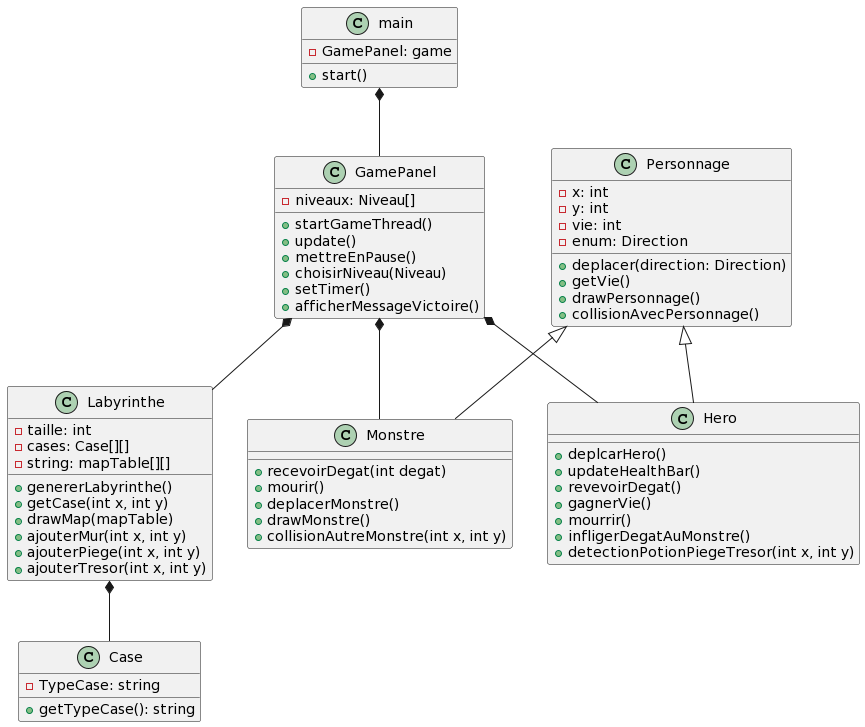 C main
GamePanel: game
start()
C GamePanel
niveaux: Niveau[]
startGameThread()
update()
mettreEnPause()
choisirNiveau(Niveau)
setTimer()
afficherMessageVictoire()
C Personnage
x: int
y: int
vie: int
enum: Direction
deplacer(direction: Direction)
getVie()
drawPersonnage()
collisionAvecPersonnage()
C Labyrinthe
taille: int
cases: Case[][]
string: mapTable[][]
genererLabyrinthe()
getCase(int x, int y)
drawMap(mapTable)
ajouterMur(int x, int y)
ajouterPiege(int x, int y)
ajouterTresor(int x, int y)
C Monstre
recevoirDegat(int degat)
mourir()
deplacerMonstre()
drawMonstre()
collisionAutreMonstre(int x, int y)
C Hero
deplcarHero()
updateHealthBar()
revevoirDegat()
gagnerVie()
mourrir()
infligerDegatAuMonstre()
detectionPotionPiegeTresor(int x, int y)
C Case
TypeCase: string
getTypeCase(): string